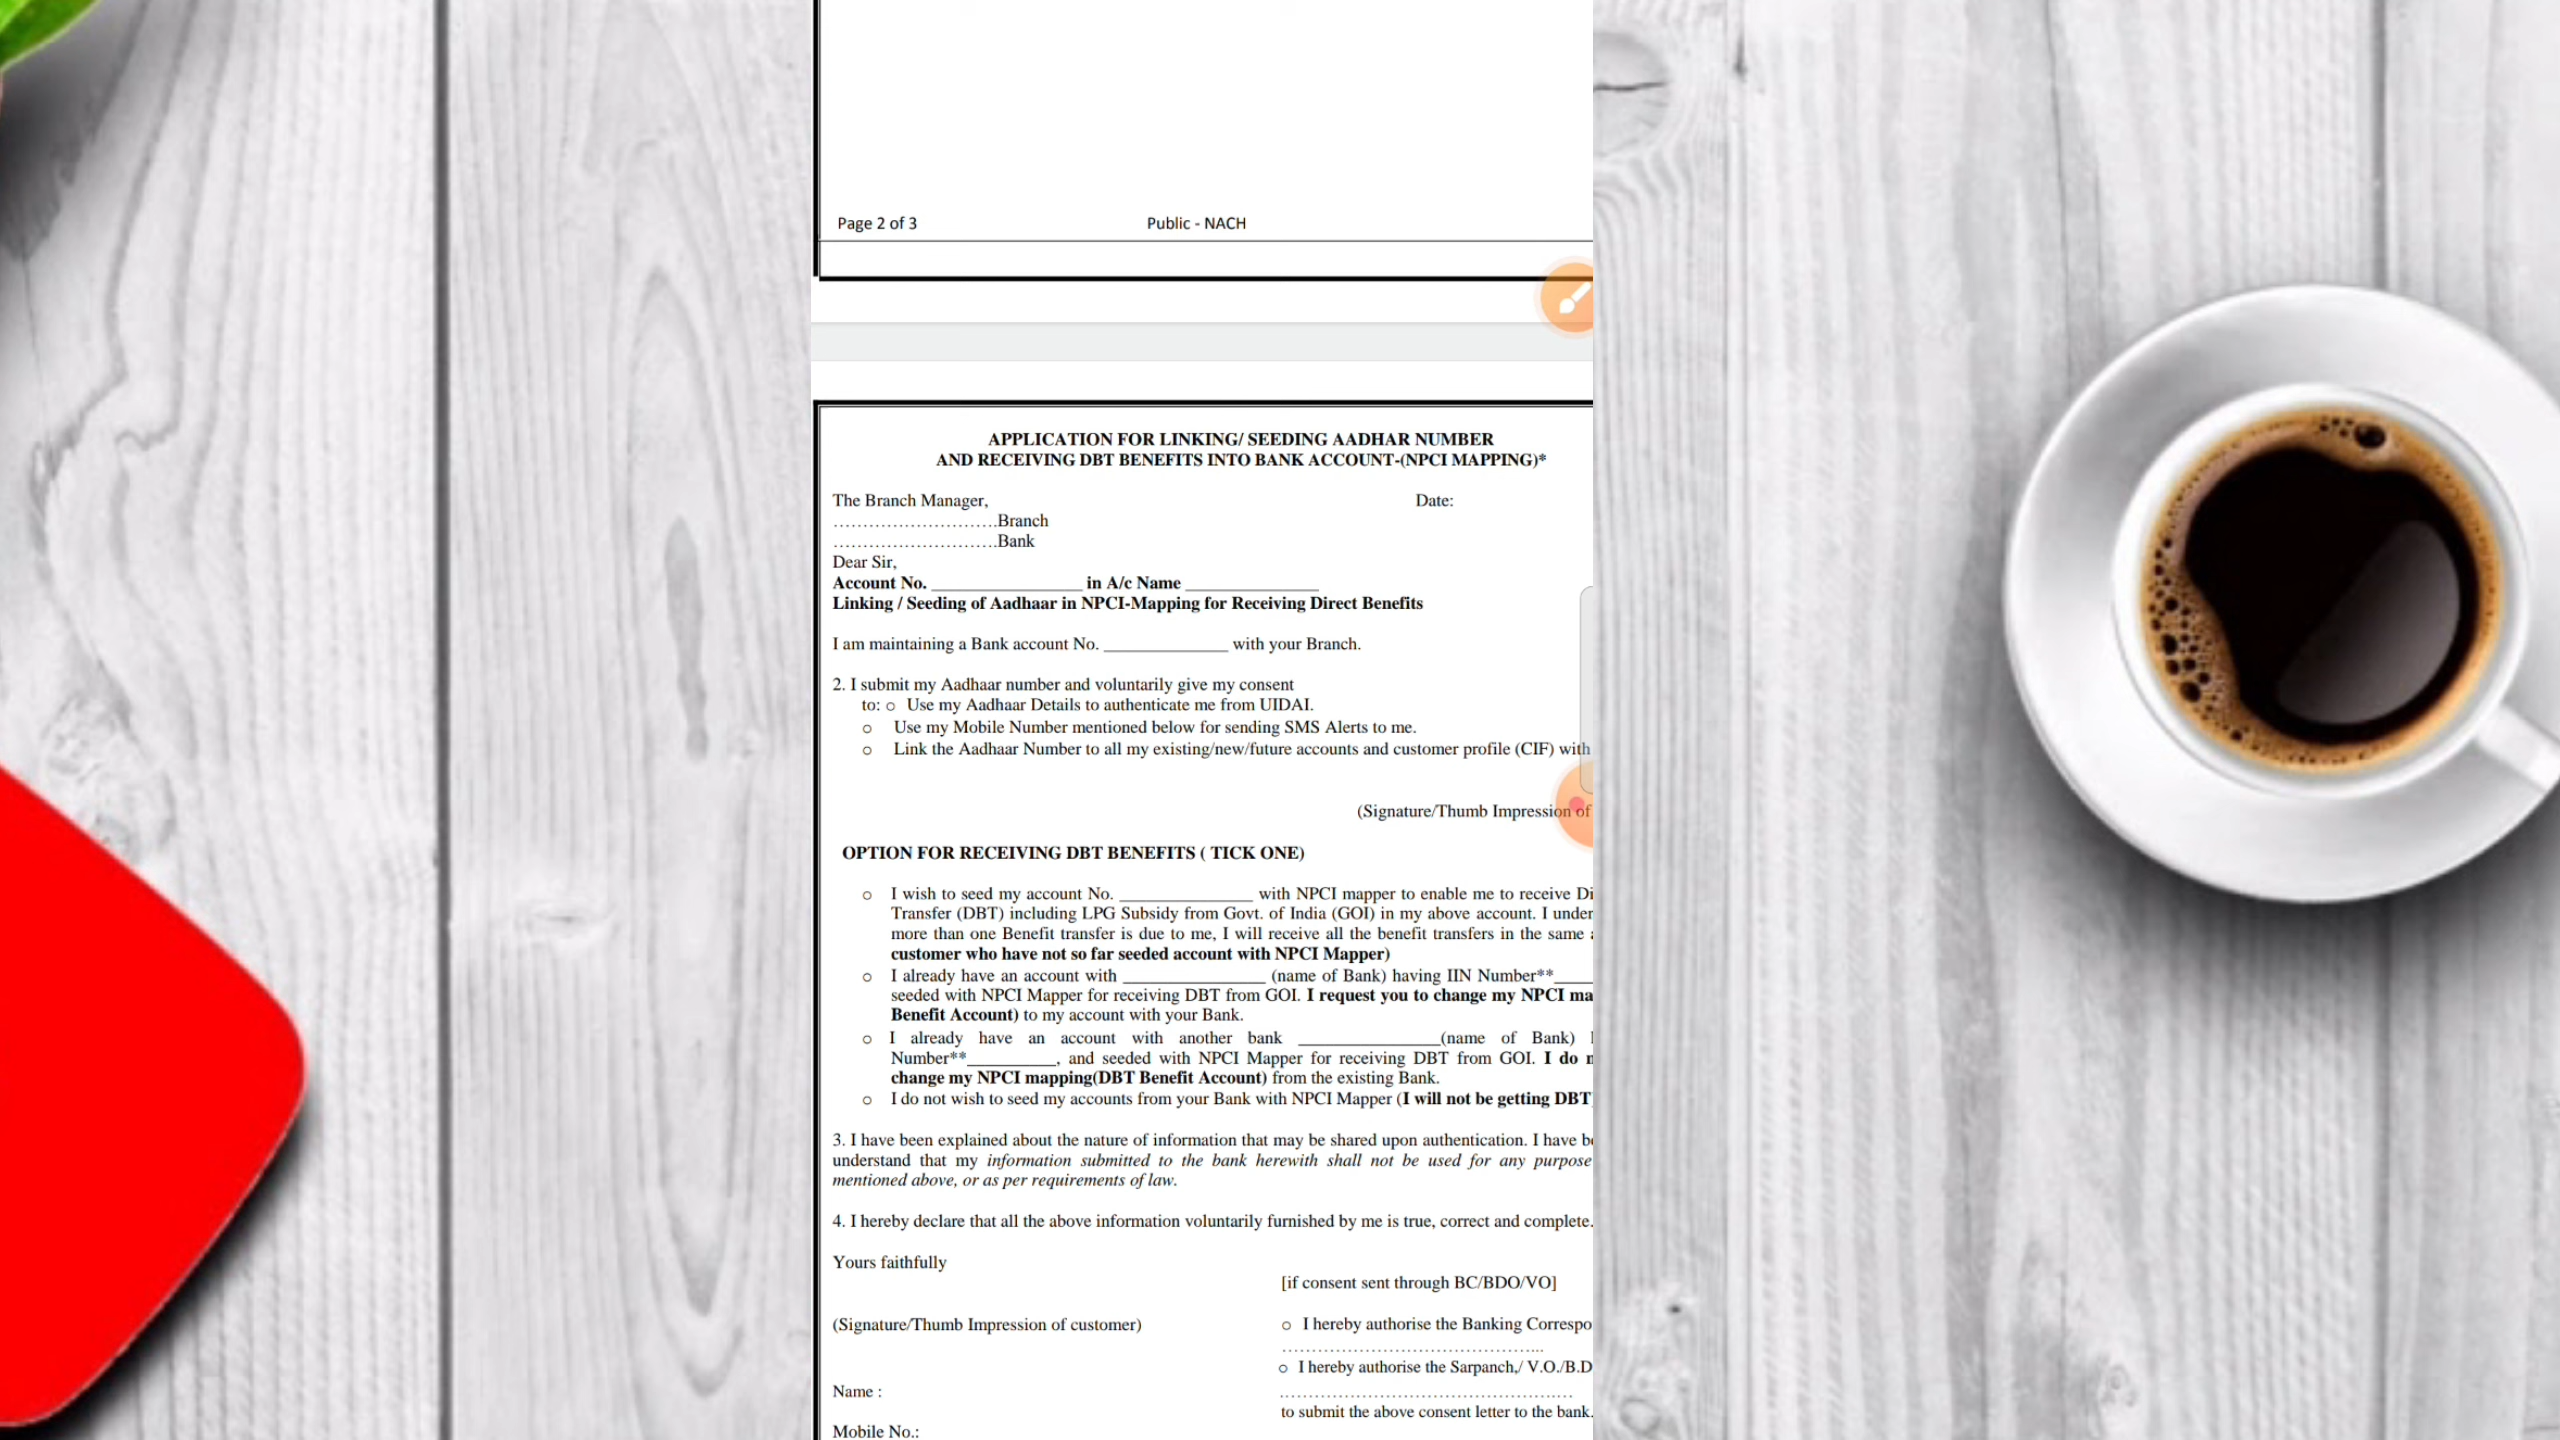 Page 2 of 3 Public - NACH
APPLICATION FOR LINKING/ SEEDING AADHAR NUMBER
AND RECEIVING DBT BENEFITS INTO BANK ACCOUNT-(NPCI MAPPING)*
The Branch Manager, Date:
............................Branch
............................Bank
Dear Sir,
Account No. _________________ in A/c Name _______________
Linking / Seeding of Aadhaar in NPCI-Mapping for Receiving Direct Benefits
I am maintaining a Bank account No. ______________ with your Branch.
2. I submit my Aadhaar number and voluntarily give my consent
to: o Use my Aadhaar Details to authenticate me from UIDAI.
o Use my Mobile Number mentioned below for sending SMS Alerts to me.
o Link the Aadhaar Number to all my existing/new/future accounts and customer profile (CIF) with
(Signature/Thumb Impression of
OPTION FOR RECEIVING DBT BENEFITS ( TICK ONE)
o I wish to seed my account No. _______________ with NPCI mapper to enable me to receive Di
Transfer (DBT) including LPG Subsidy from Govt. of India (GOI) in my above account. I under
more than one Benefit transfer is due to me, I will receive all the benefit transfers in the same
customer who have not so far seeded account with NPCI Mapper)
o I already have an account with ________________ (name of Bank) having IIN Number**____
seeded with NPCI Mapper for receiving DBT from GOI. I request you to change my NPCI ma
Benefit Account) to my account with your Bank.
o I already have an account with another bank ________________(name of Bank)
Number**__________, and seeded with NPCI Mapper for receiving DBT from GOI. I do
change my NPCI mapping(DBT Benefit Account) from the existing Bank.
o I do not wish to seed my accounts from your Bank with NPCI Mapper (I will not be getting DBT
3. I have been explained about the nature of information that may be shared upon authentication. I have be
understand that my information submitted to the bank herewith shall not be used for any purpose
mentioned above, or as per requirements of law.
4. I hereby declare that all the above information voluntarily furnished by me is true, correct and complete.
Yours faithfully
[if consent sent through BC/BDO/VO]
(Signature/Thumb Impression of customer) o I hereby authorise the Banking Correspo
.............................................
o I hereby authorise the Sarpanch,/ V.O./B.D
Name : ..................................................
to submit the above consent letter to the bank.
Mobile No.: